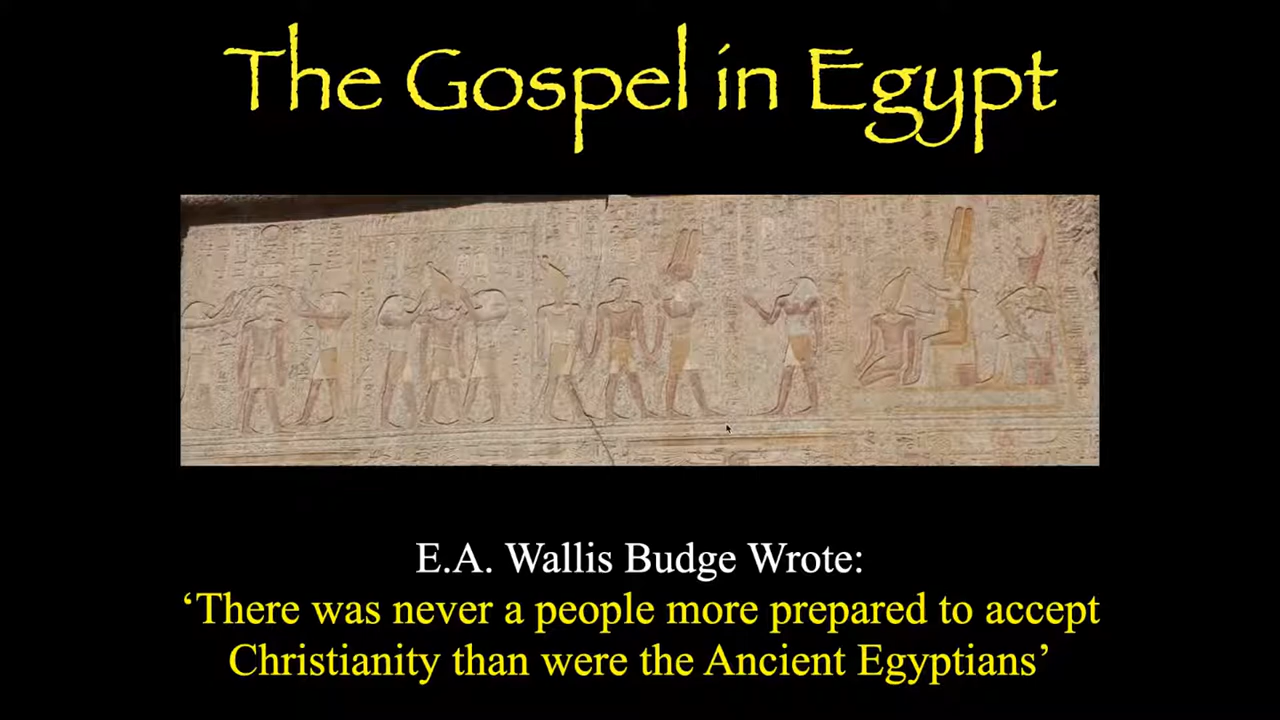 The Gospel in Egypt
E.A. Wallis Budge Wrote:
‘There was never a people more prepared to accept
Christianity than were the Ancient Egyptians’